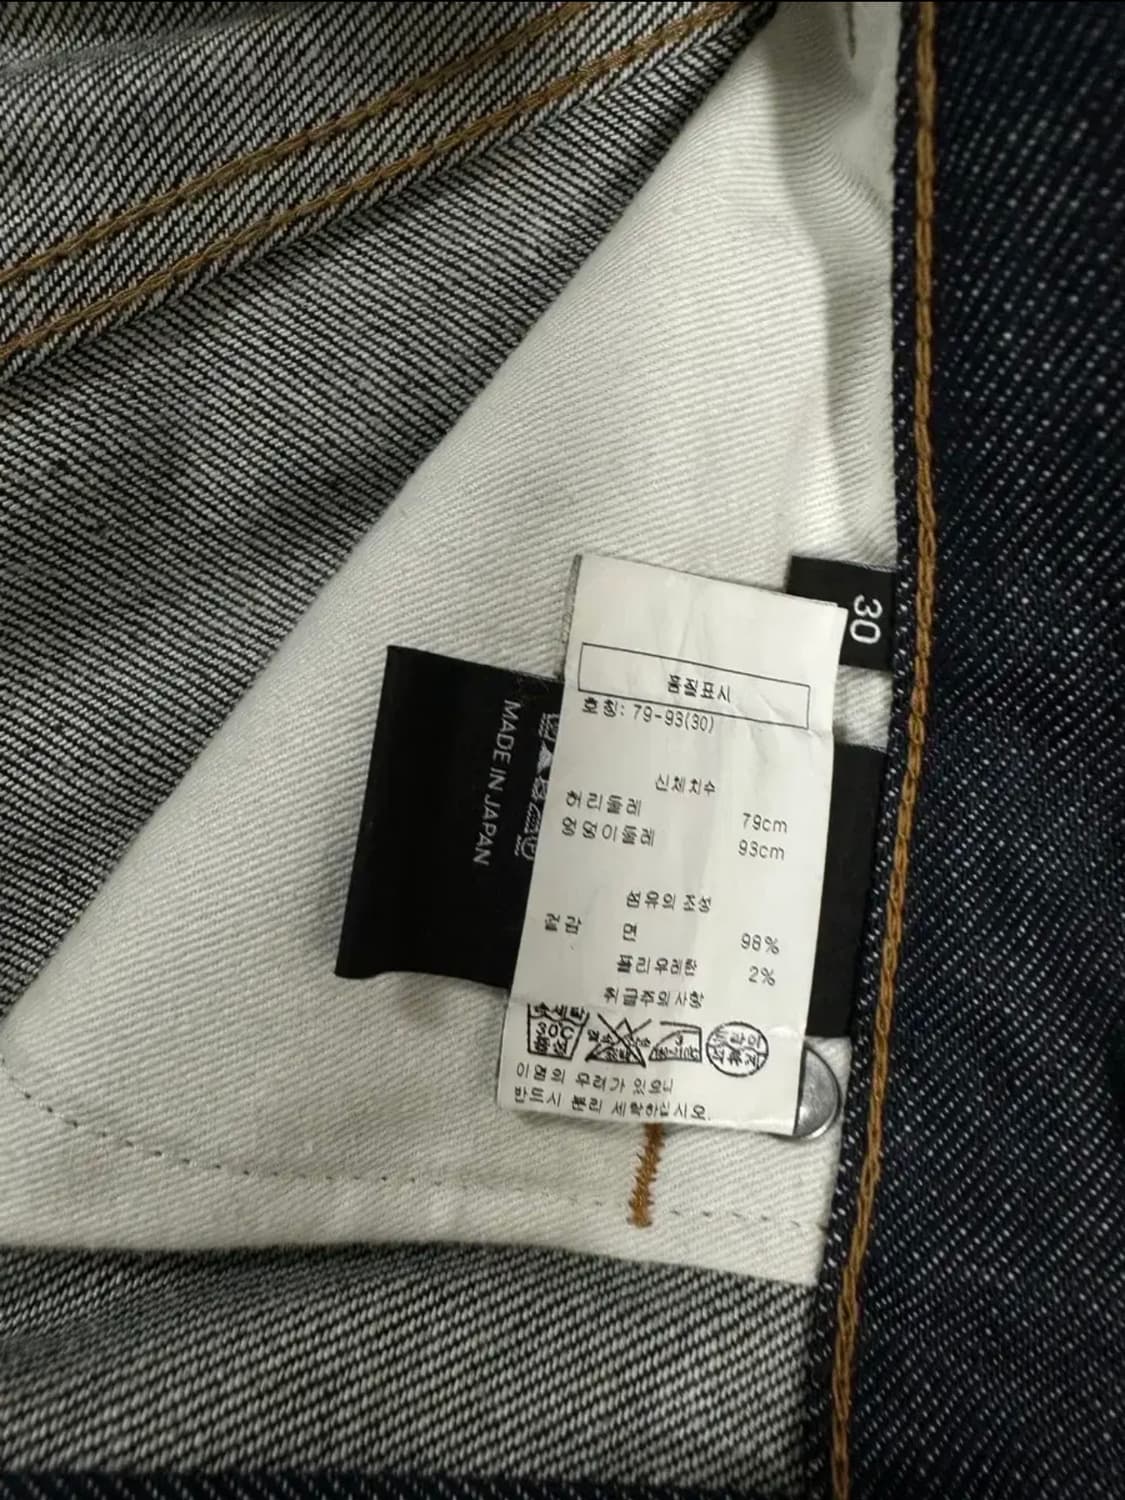 30
MADE IN JAPAN
품질표시
호칭: 79-93(30)
신체치수
허리둘레 79cm
엉덩이둘레 93cm
섬유의 조성
겉감 면 98%
폴리우레탄 2%
취급주의사항
30℃
이염의 우려가 있으니
반드시 분리 세탁하십시오.